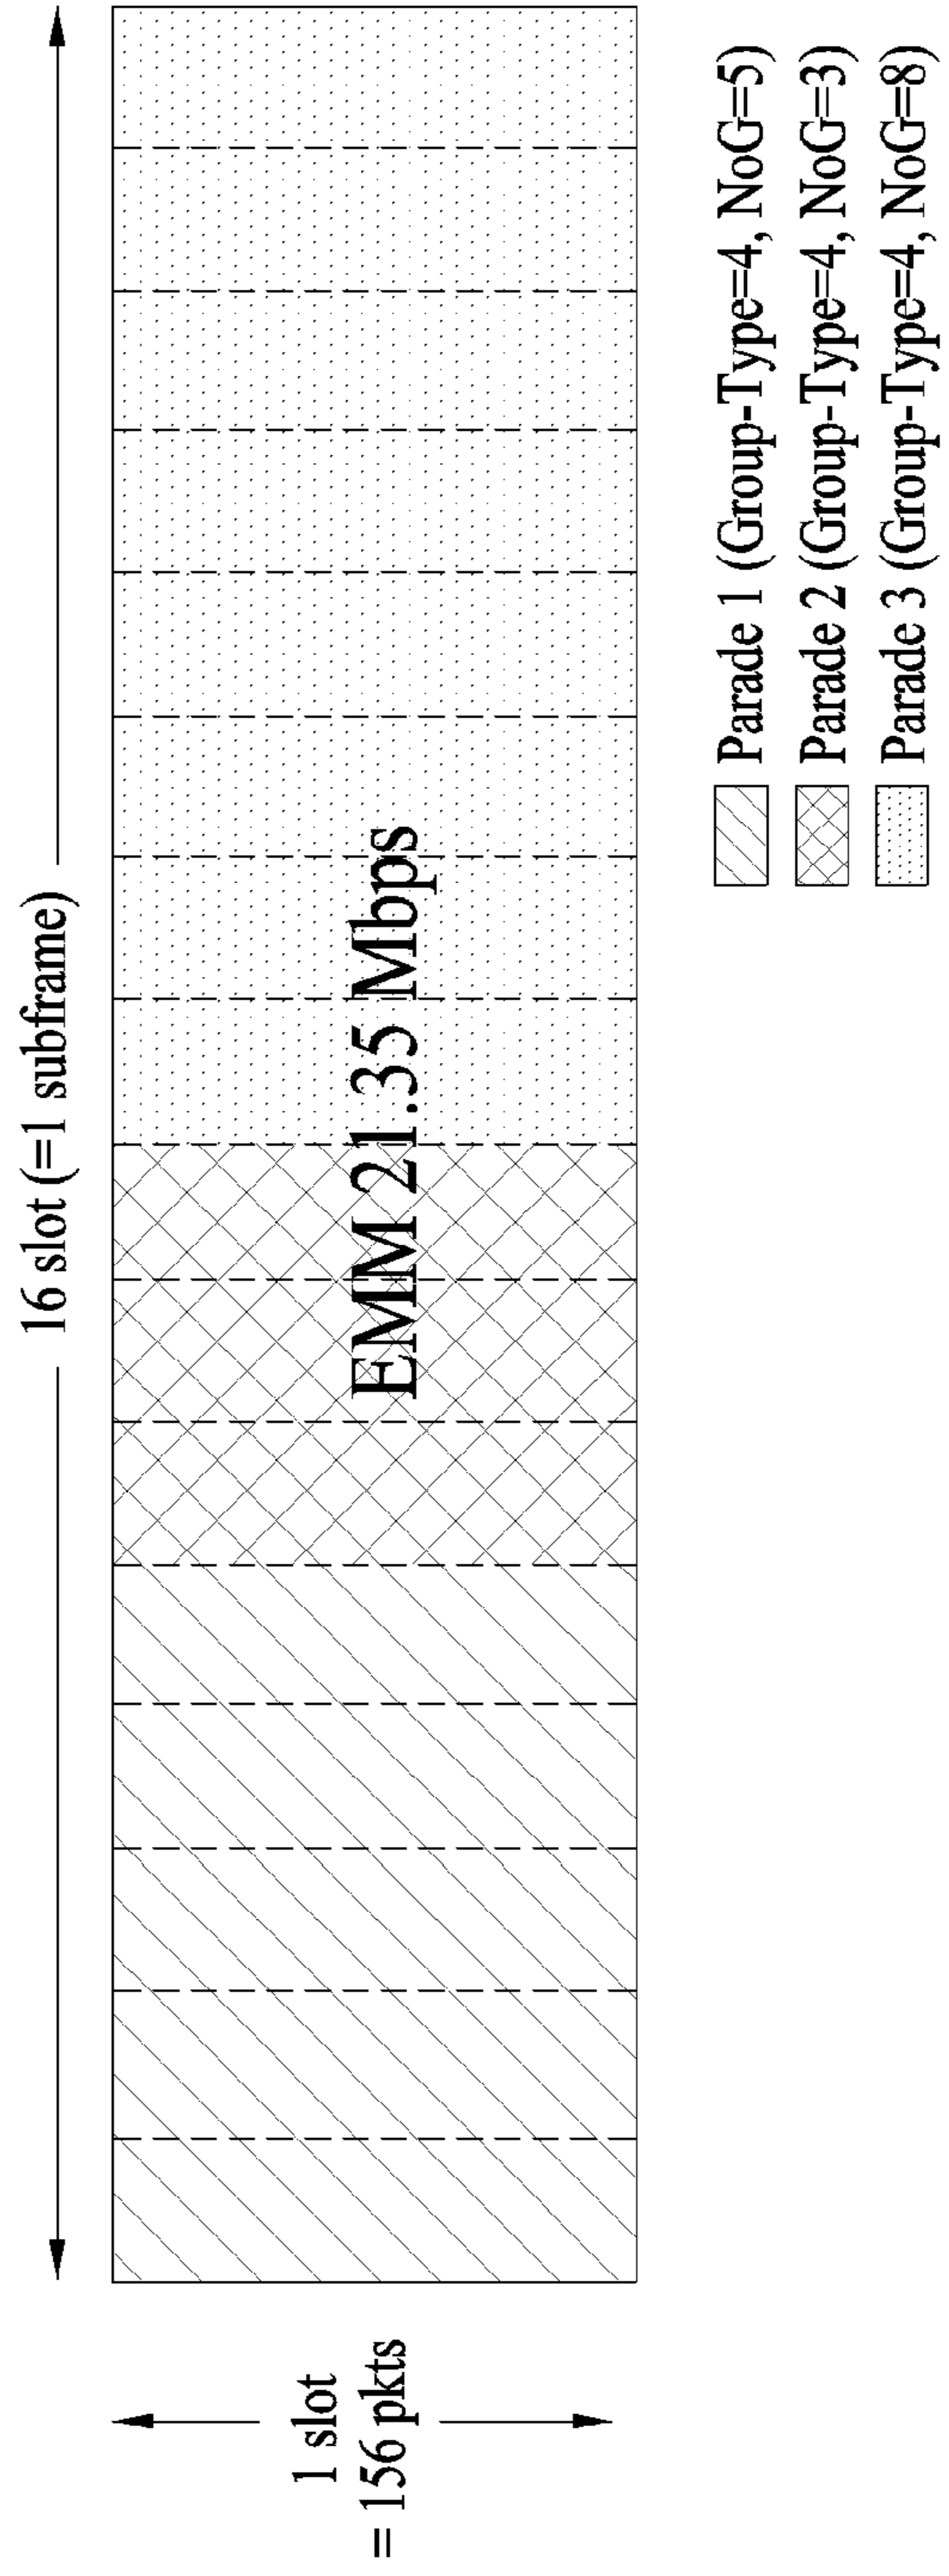 16 slot (=1 subframe)
1 slot
= 156 pkts
EMM 21.35 Mbps
Parade 1 (Group-Type=4, NoG=5)
Parade 2 (Group-Type=4, NoG=3)
Parade 3 (Group-Type=4, NoG=8)